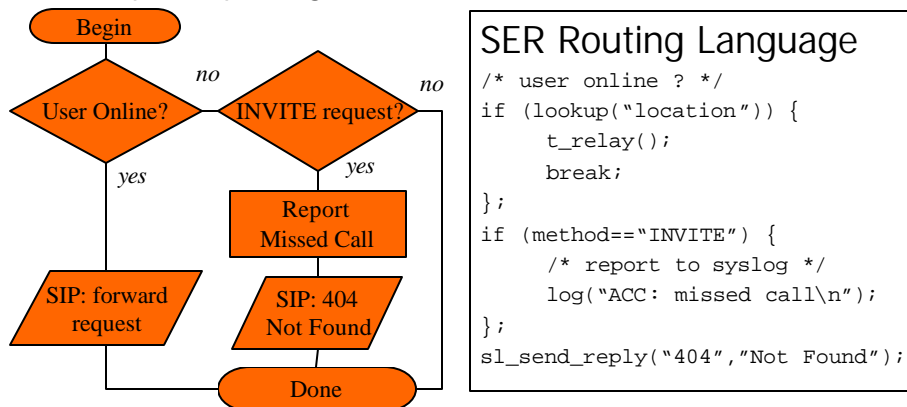 Begin
User Online?
no
INVITE request?
no
yes
yes
Report
Missed Call
SIP: forward
request
SIP: 404
Not Found
Done
SER Routing Language
/* user online ? */
if (lookup(“location”)) {
t_relay();
break;
};
if (method==“INVITE”) {
/* report to syslog */
log(“ACC: missed call\n”);
};
sl_send_reply(“404”,”Not Found”);